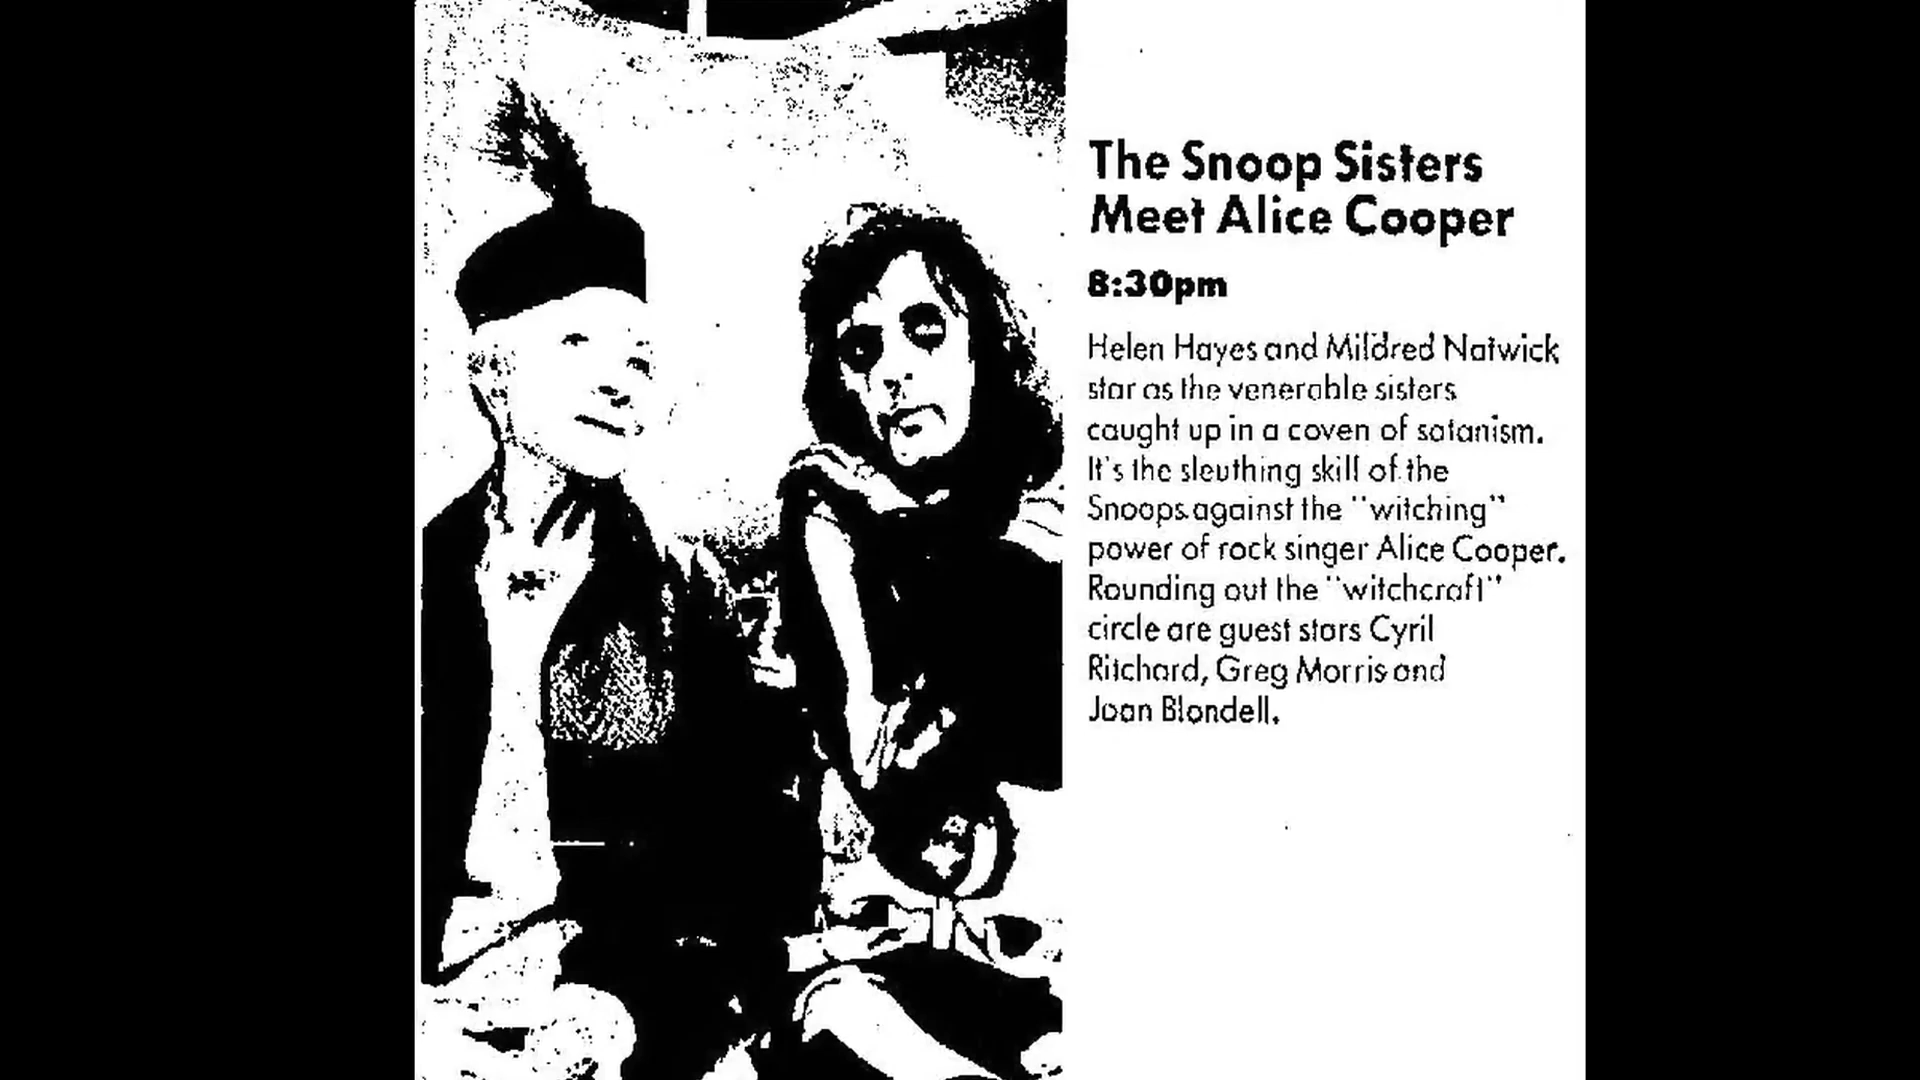 The Snoop Sisters
Meet Alice Cooper
8:30pm
Helen Hayes and Mildred Natwick
star as the venerable sisters
caught up in a coven of satanism.
It's the sleuthing skill of the
Snoops against the "witching"
power of rock singer Alice Cooper.
Rounding out the "witchcraft"
circle are guest stars Cyril
Ritchard, Greg Morris and
Joan Blondell.